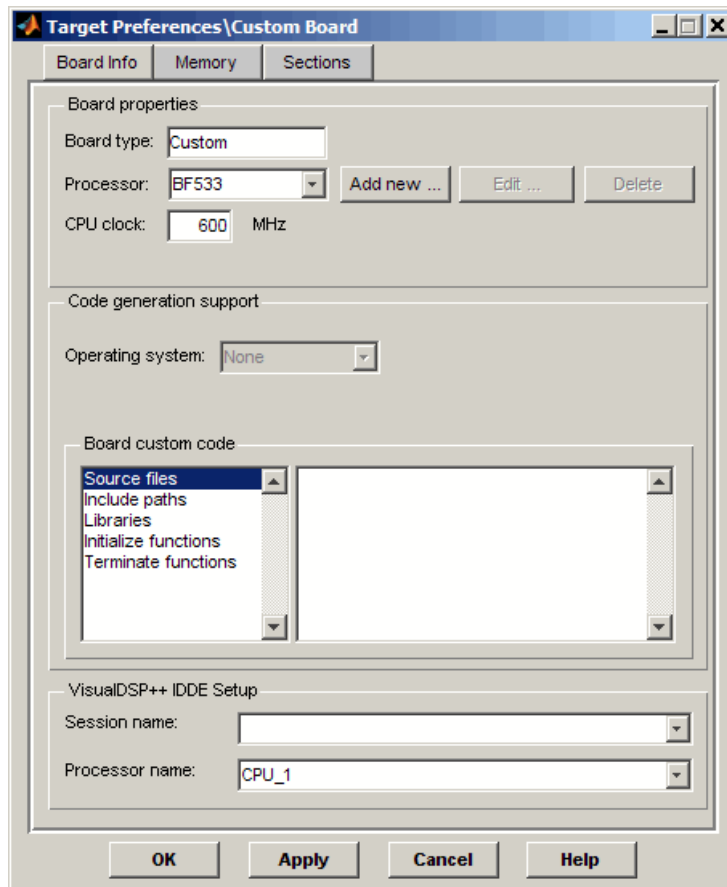 Target Preferences\Custom Board
Board Info Memory Sections
Board properties
Board type: Custom
Processor: BF533 Add new ... Edit ... Delete
CPU clock: 600 MHz
Code generation support
Operating system: None
Board custom code
Source files
Include paths
Libraries
Initialize functions
Terminate functions
VisualDSP++ IDDE Setup
Session name:
Processor name: CPU_1
OK Apply Cancel Help